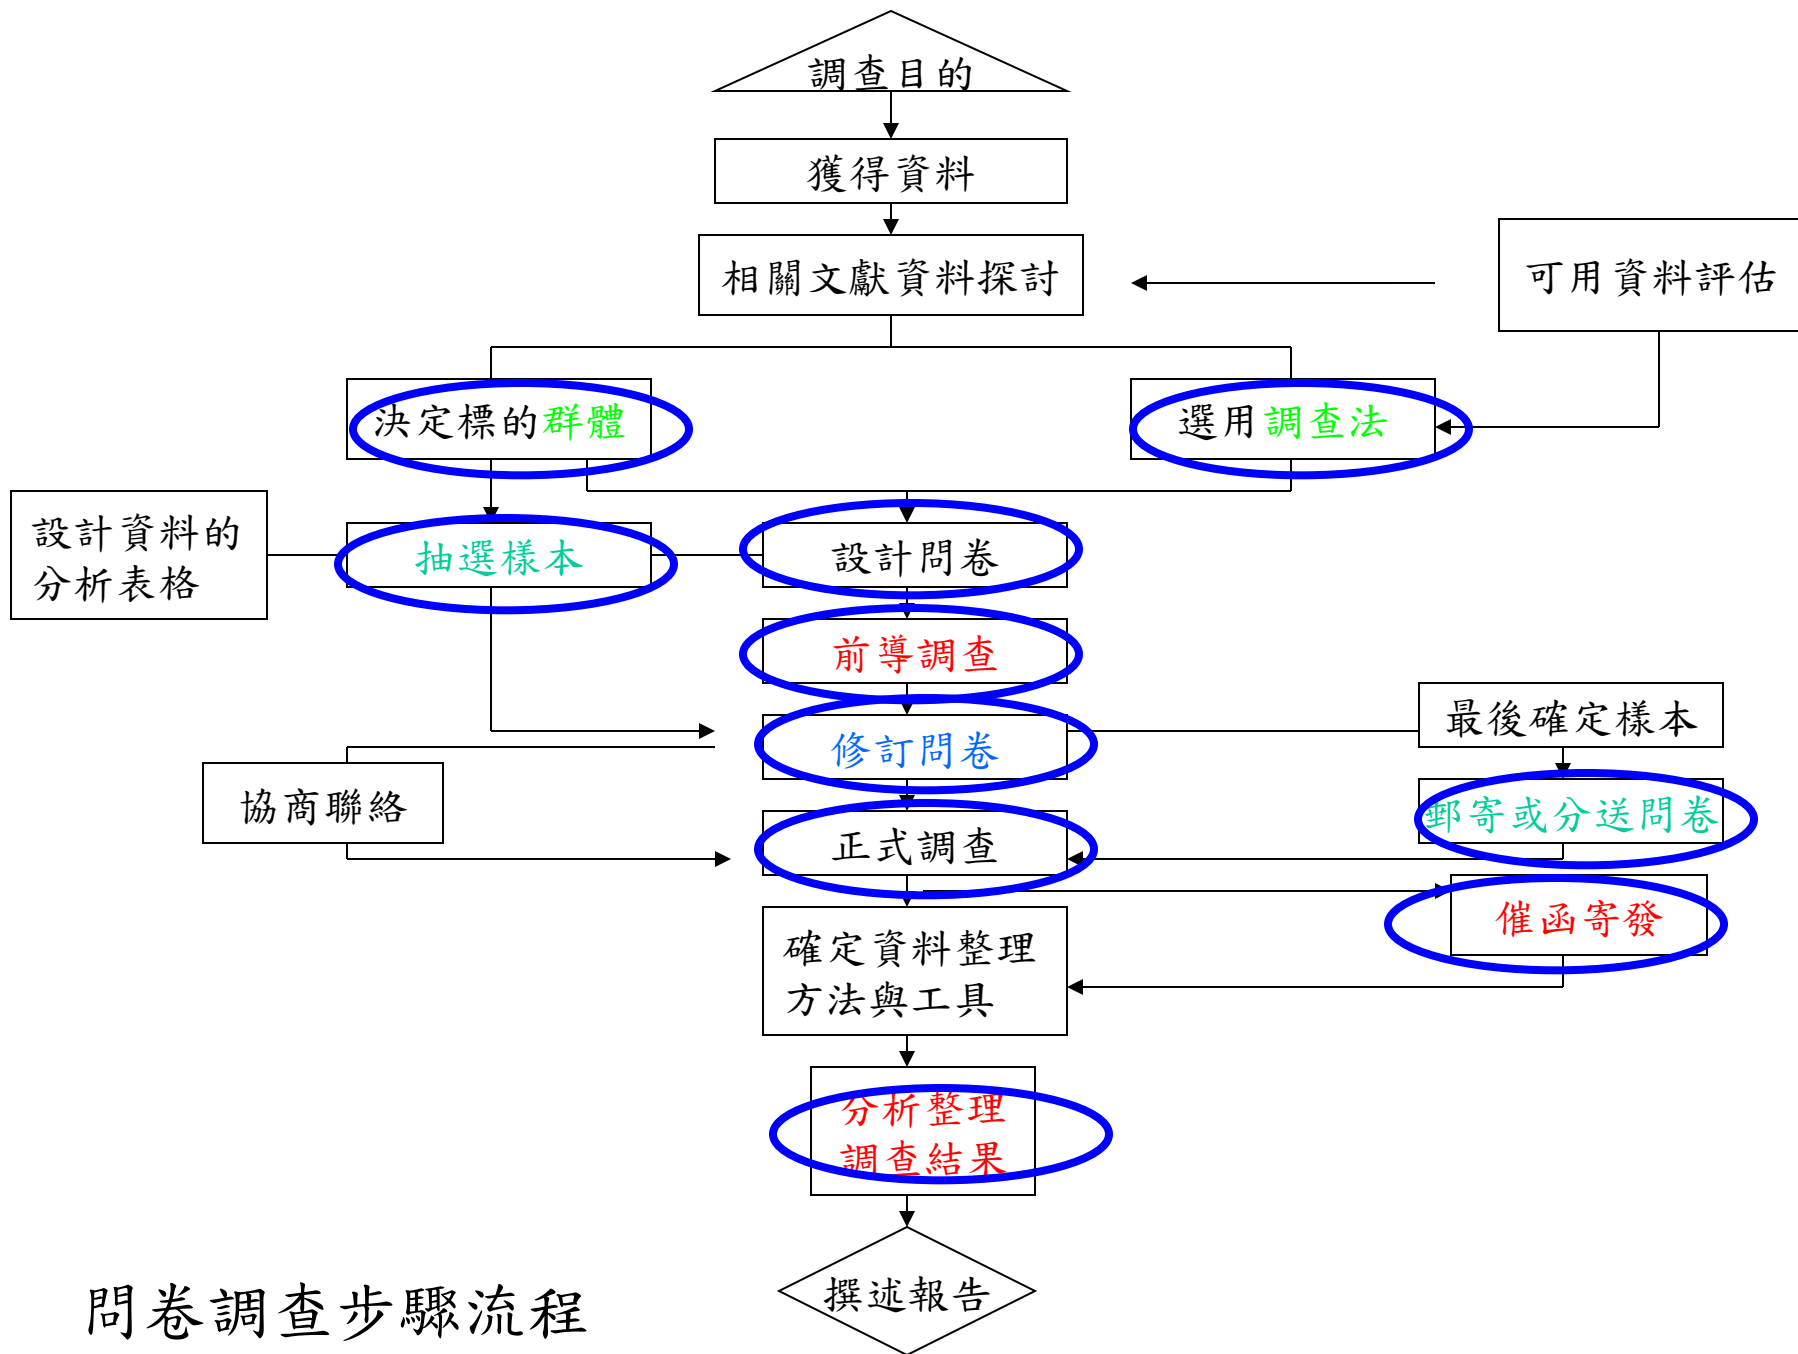 調查目的
獲得資料
相關文獻資料探討
可用資料評估
決定標的群體
選用調查法
設計資料的
分析表格
抽選樣本
設計問卷
前導調查
最後確定樣本
修訂問卷
協商聯絡
郵寄或分送問卷
正式調查
催函寄發
確定資料整理
方法與工具
分析整理
調查結果
撰述報告
問卷調查步驟流程